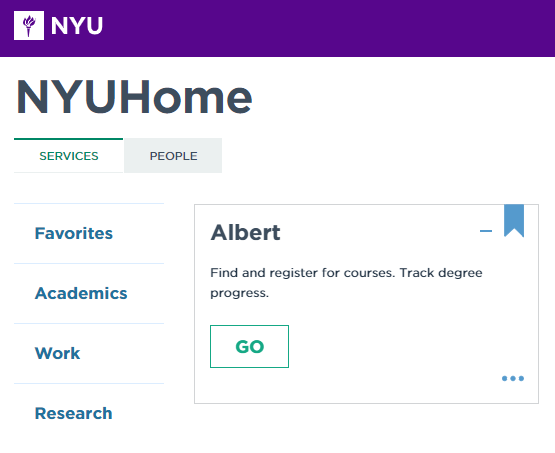 NYU
NYUHome
SERVICES
PEOPLE
Favorites
Academics
Work
Research
Albert
Find and register for courses. Track degree
progress.
GO